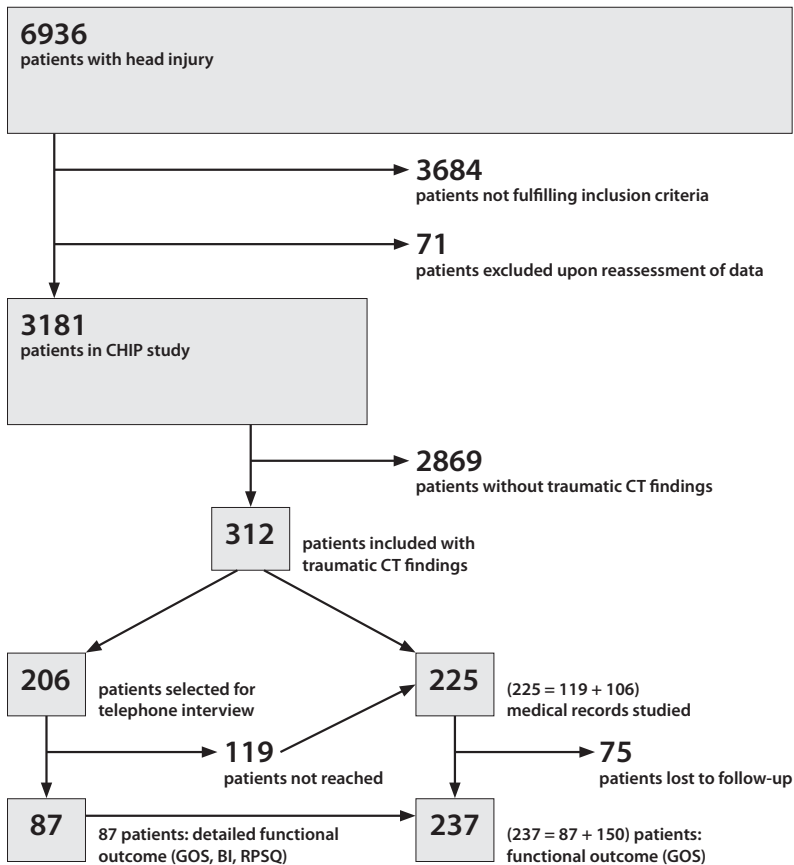 6936
patients with head injury
3684
patients not fulfilling inclusion criteria
71
patients excluded upon reassessment of data
3181
patients in CHIP study
2869
patients without traumatic CT findings
312
patients included with
traumatic CT findings
206
patients selected for
telephone interview
225
(225 = 119 + 106)
medical records studied
119
patients not reached
75
patients lost to follow-up
87
87 patients: detailed functional
outcome (GOS, BI, RPSQ)
237
(237 = 87 + 150) patients:
functional outcome (GOS)